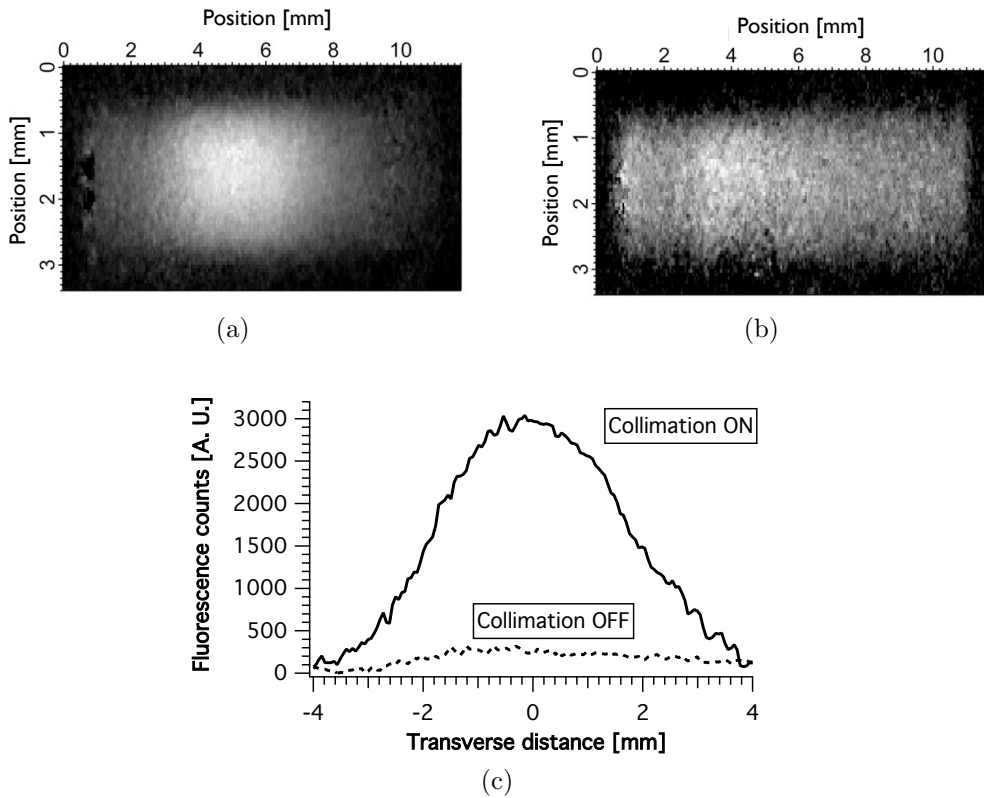 Position [mm]
0 2 4 6 8 10
Position [mm]
0
1
2
3
(a)
Position [mm]
0 2 4 6 8 10
Position [mm]
0
1
2
3
(b)
Fluorescence counts [A. U.]
3000
2500
2000
1500
1000
500
0
Collimation ON
Collimation OFF
-4 -2 0 2 4
Transverse distance [mm]
(c)